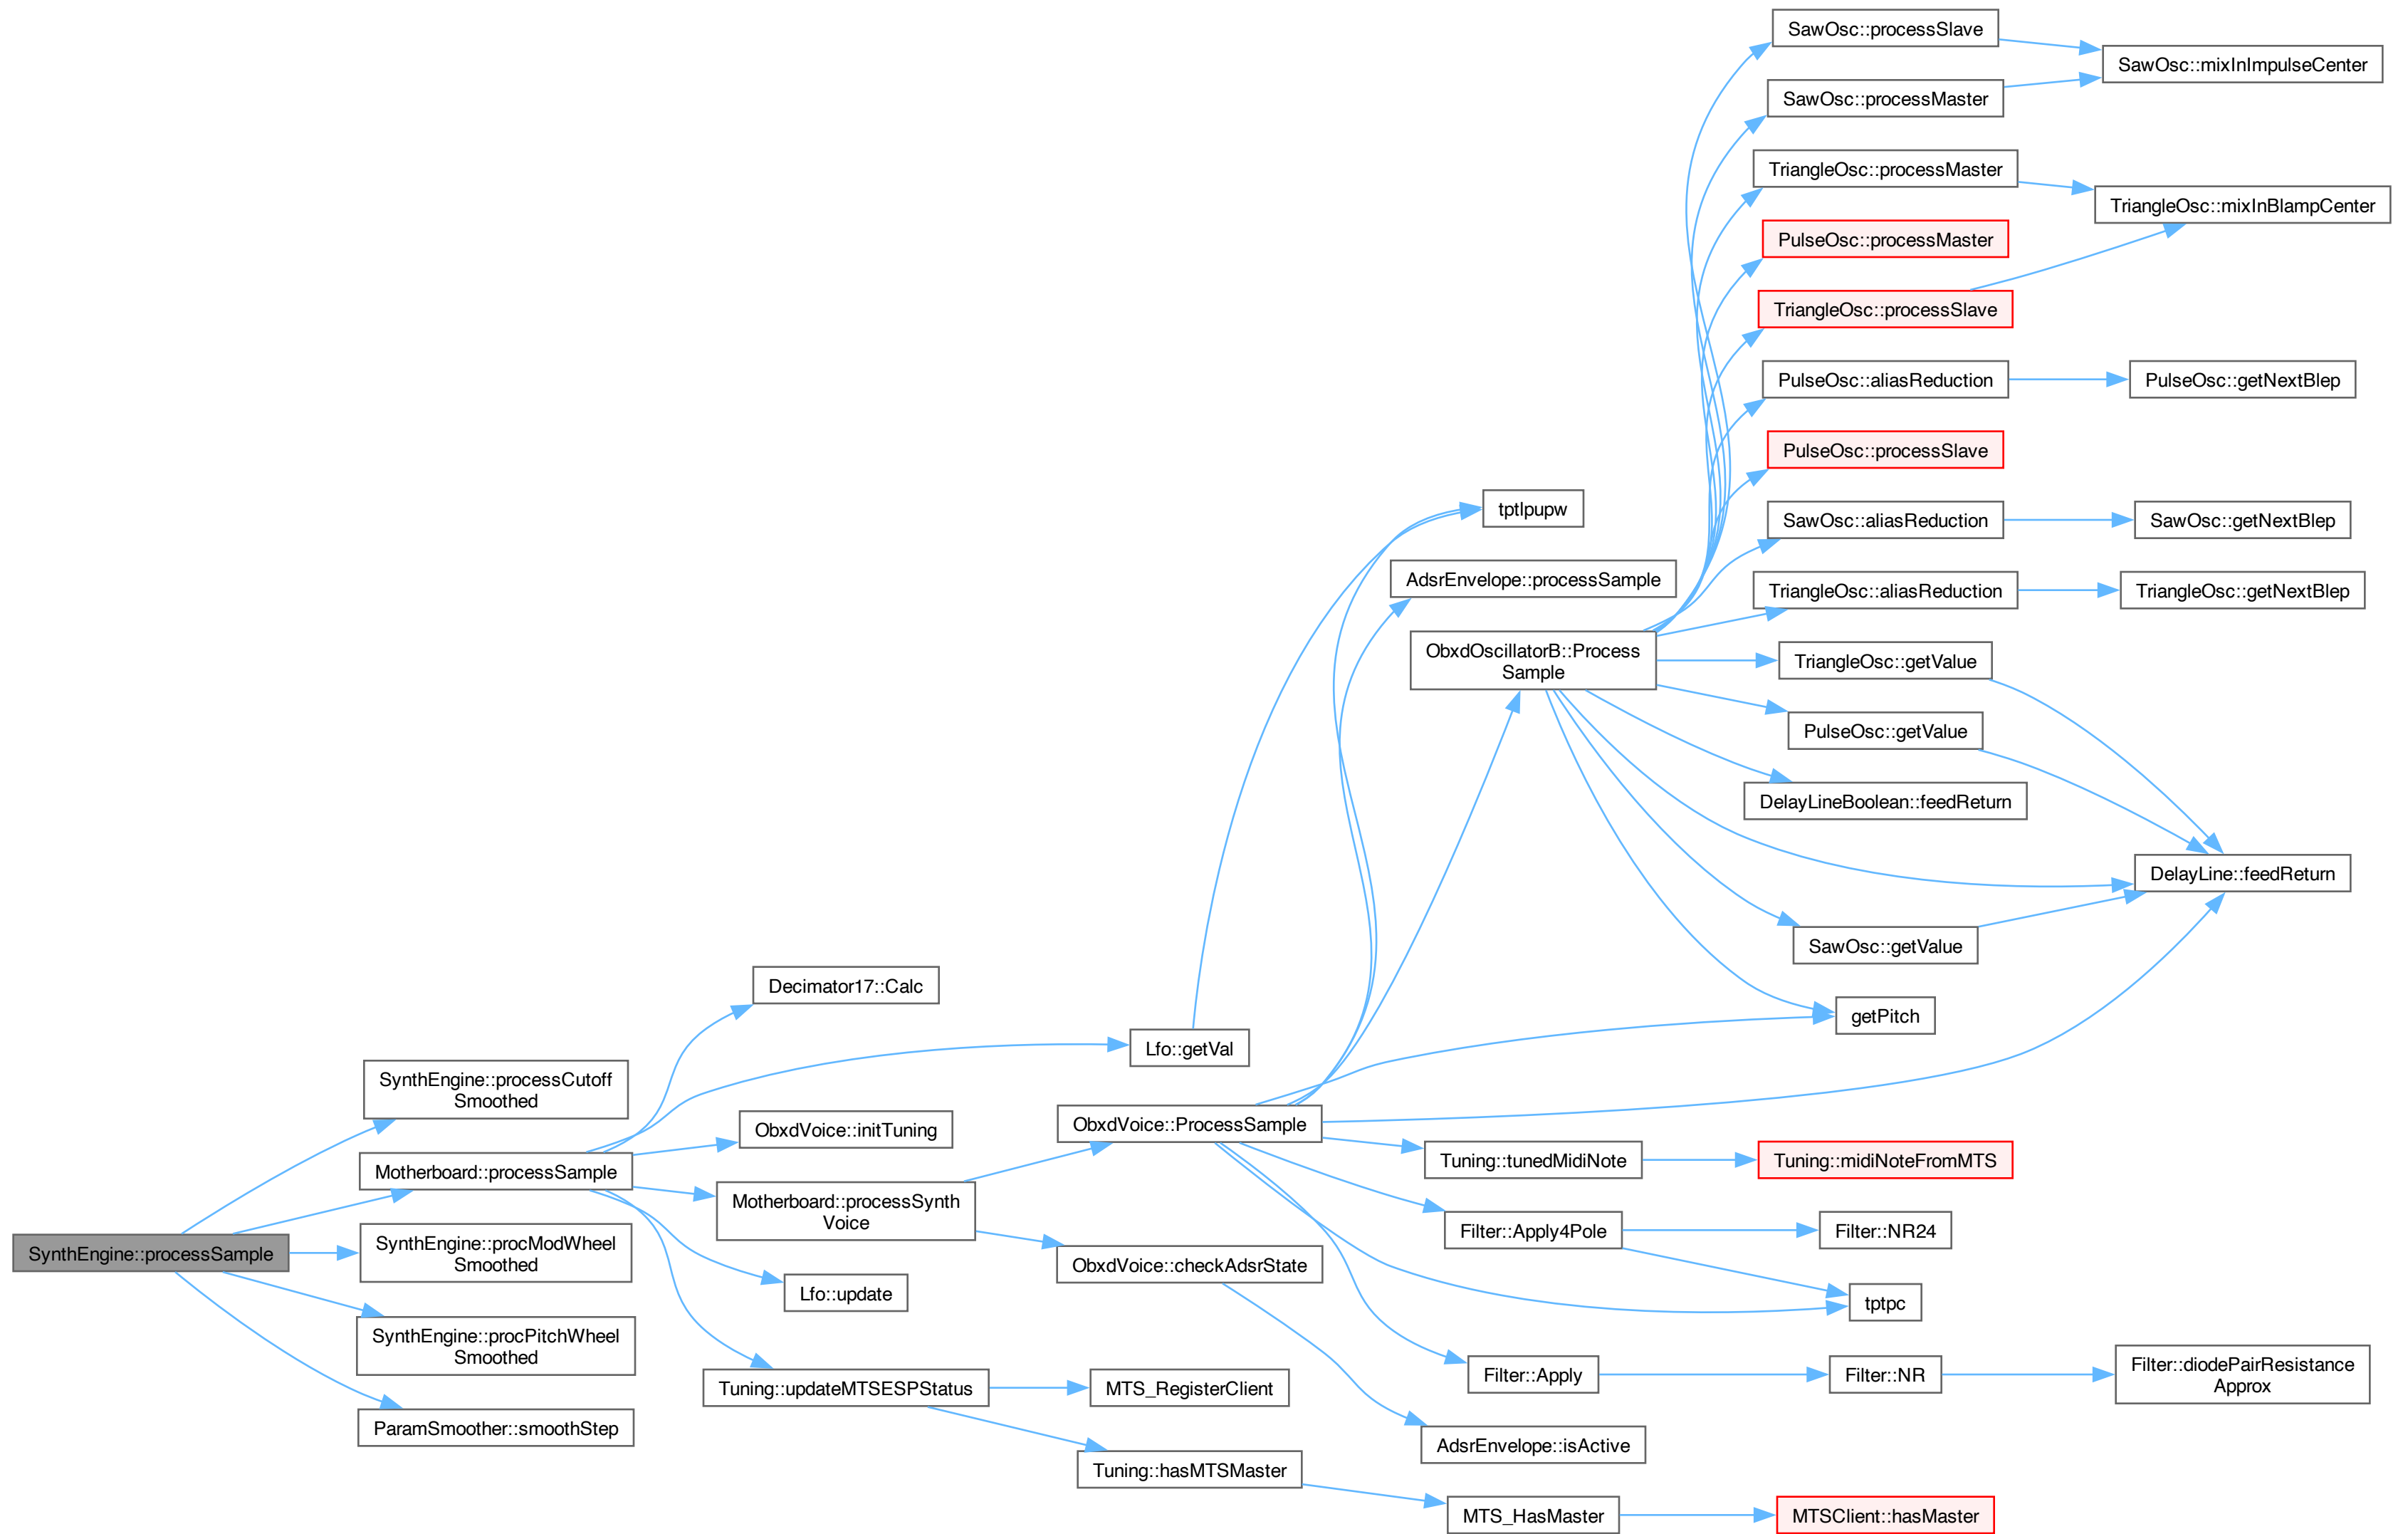 SawOsc::processSlave
SawOsc::mixInImpulseCenter
SawOsc::processMaster
TriangleOsc::processMaster
TriangleOsc::mixInBlampCenter
PulseOsc::processMaster
TriangleOsc::processSlave
PulseOsc::aliasReduction
PulseOsc::getNextBlep
PulseOsc::processSlave
tptlpupw
SawOsc::aliasReduction
SawOsc::getNextBlep
AdsrEnvelope::processSample
TriangleOsc::aliasReduction
TriangleOsc::getNextBlep
ObxdOscillatorB::Process
Sample
TriangleOsc::getValue
PulseOsc::getValue
DelayLineBoolean::feedReturn
DelayLine::feedReturn
SawOsc::getValue
Decimator17::Calc
getPitch
Lfo::getVal
SynthEngine::processCutoff
Smoothed
ObxdVoice::initTuning
ObxdVoice::ProcessSample
Motherboard::processSample
Tuning::tunedMidiNote
Tuning::midiNoteFromMTS
Motherboard::processSynth
Voice
Filter::Apply4Pole
Filter::NR24
SynthEngine::processSample
SynthEngine::procModWheel
Smoothed
ObxdVoice::checkAdsrState
Lfo::update
tptpc
SynthEngine::procPitchWheel
Smoothed
Filter::Apply
Filter::NR
Filter::diodePairResistance
Approx
Tuning::updateMTSESPStatus
MTS_RegisterClient
ParamSmoother::smoothStep
AdsrEnvelope::isActive
Tuning::hasMTSMaster
MTS_HasMaster
MTSClient::hasMaster